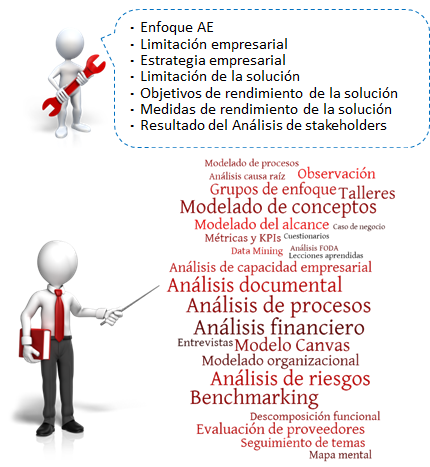 - Enfoque AE
- Limitación empresarial
- Estrategia empresarial
- Limitación de la solución
- Objetivos de rendimiento de la solución
- Medidas de rendimiento de la solución
- Resultado del Análisis de stakeholders
Modelado de procesos
Análisis causa raíz Observación
Grupos de enfoque Talleres
Modelado de conceptos
Modelado del alcance Caso de negocio
Métricas y KPIs Cuestionarios
Data Mining Análisis FODA
Lecciones aprendidas
Análisis de capacidad empresarial
Análisis documental
Análisis de procesos
Análisis financiero
Entrevistas Modelo Canvas
Modelado organizacional
Análisis de riesgos
Benchmarking
Descomposición funcional
Evaluación de proveedores
Seguimiento de temas
Mapa mental